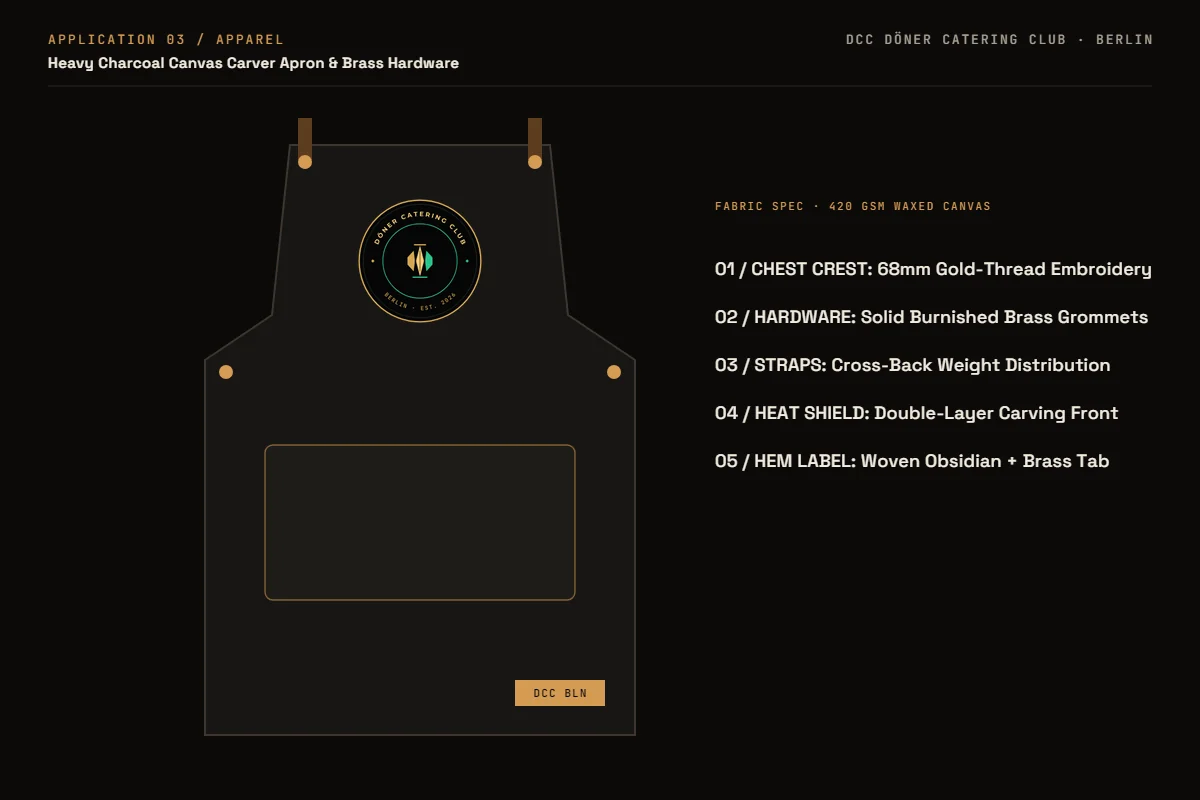 APPLICATION 03 / APPAREL
DCC DÖNER CATERING CLUB · BERLIN
Heavy Charcoal Canvas Carver Apron & Brass Hardware
DÖNER CATERING CLUB
BERLIN · EST. 2026
FABRIC SPEC · 420 GSM WAXED CANVAS
01 / CHEST CREST: 68mm Gold-Thread Embroidery
02 / HARDWARE: Solid Burnished Brass Grommets
03 / STRAPS: Cross-Back Weight Distribution
04 / HEAT SHIELD: Double-Layer Carving Front
05 / HEM LABEL: Woven Obsidian + Brass Tab
DCC BLN